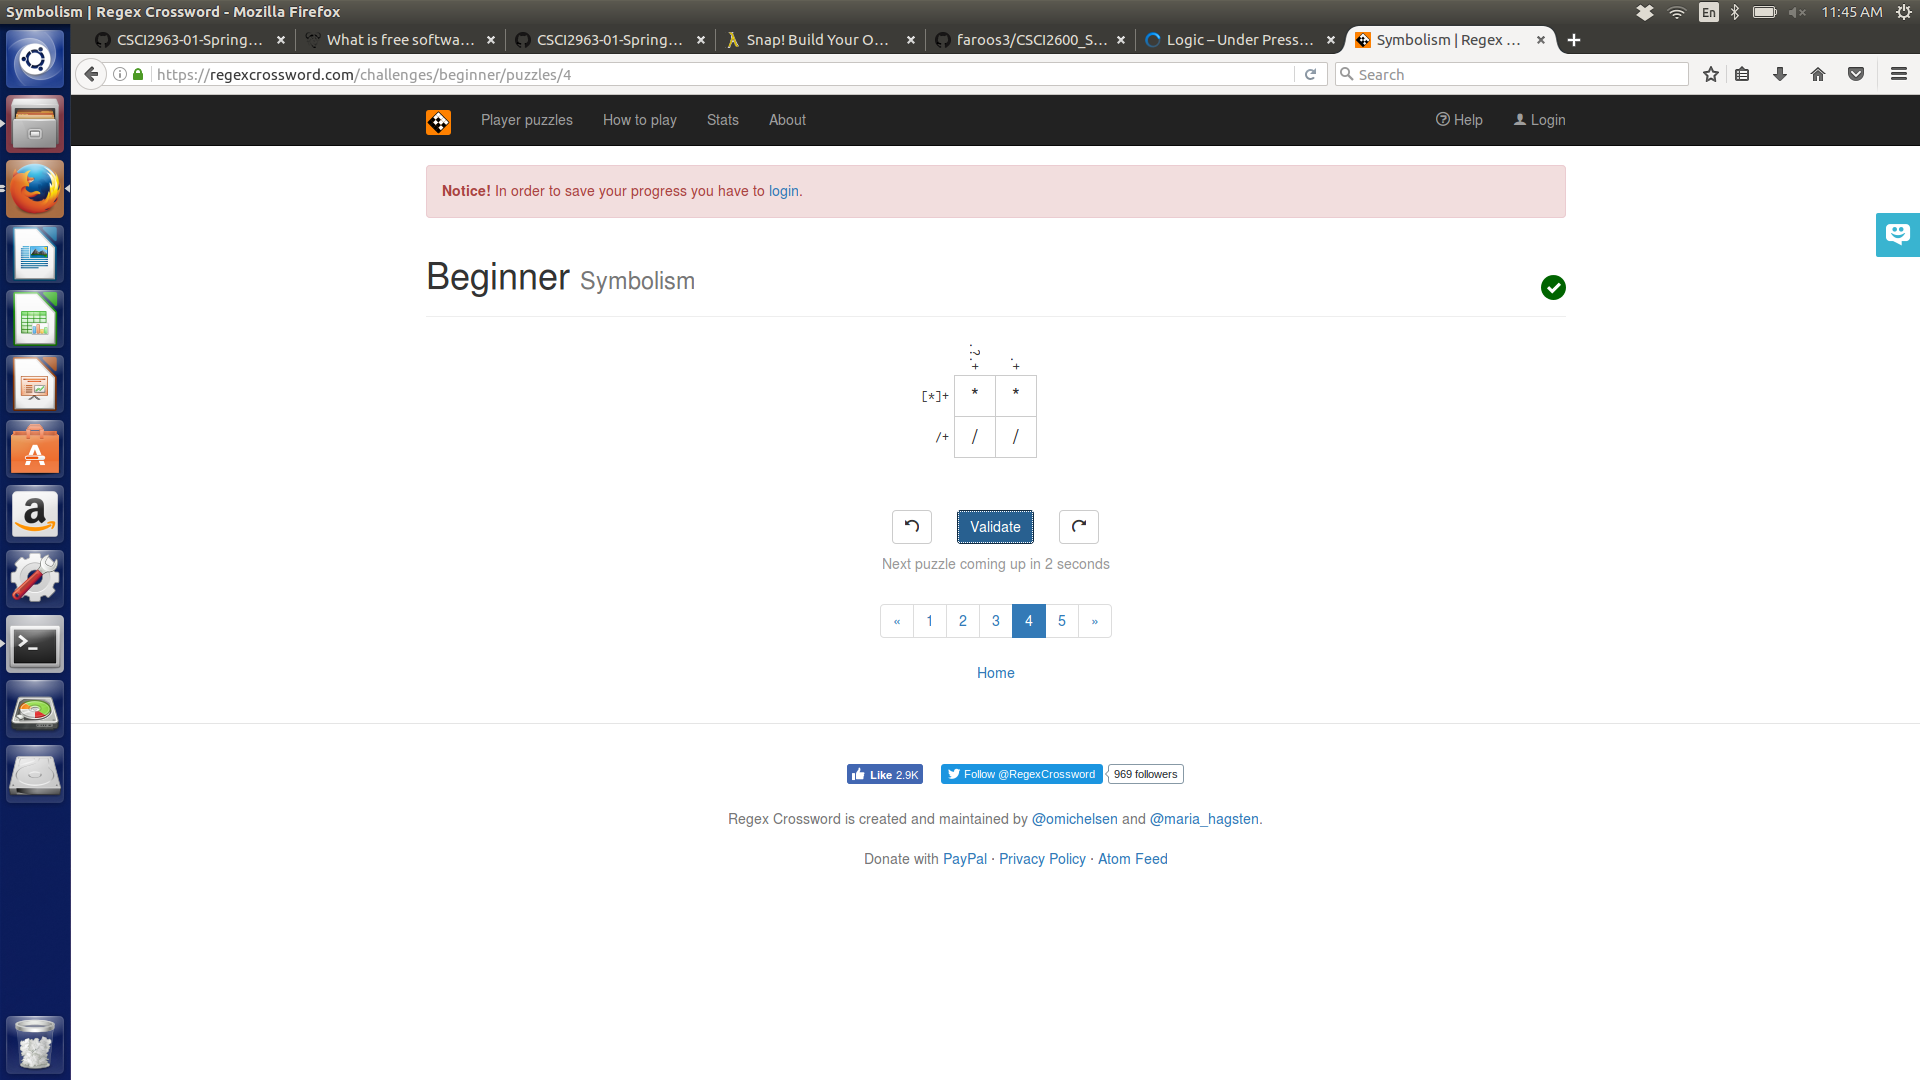 Symbolism | Regex Crossword - Mozilla Firefox
En
11:45 AM
CSCI2963-01-Spring...
What is free softwa...
CSCI2963-01-Spring...
Snap! Build Your O...
faroos3/CSCI2600_S...
Logic – Under Press...
Symbolism | Regex ...
https://regexcrossword.com/challenges/beginner/puzzles/4
Search
Player puzzles
How to play
Stats
About
Help
Login
Notice! In order to save your progress you have to login.
Beginner Symbolism
.?.+
.+
[*]+ * *
/+ / /
Validate
Next puzzle coming up in 2 seconds
« 1 2 3 4 5 »
Home
Like 2.9K
Follow @RegexCrossword
969 followers
Regex Crossword is created and maintained by @omichelsen and @maria_hagsten.
Donate with PayPal · Privacy Policy · Atom Feed